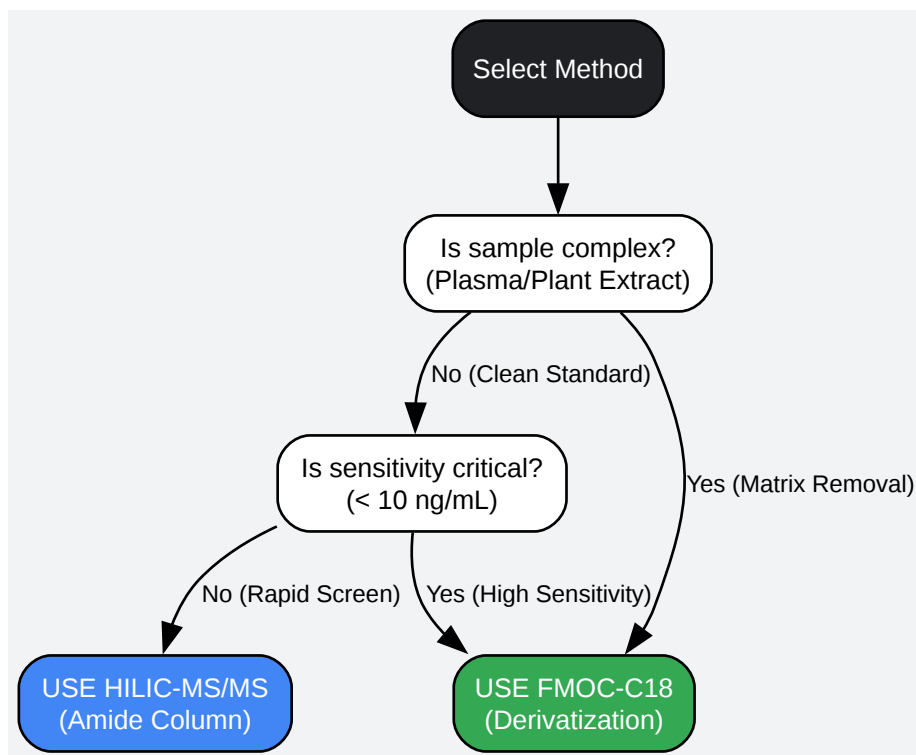 Select Method
Is sample complex?
(Plasma/Plant Extract)
No (Clean Standard)
Is sensitivity critical?
(< 10 ng/mL)
Yes (Matrix Removal)
No (Rapid Screen)
Yes (High Sensitivity)
USE HILIC-MS/MS
(Amide Column)
USE FMOC-C18
(Derivatization)